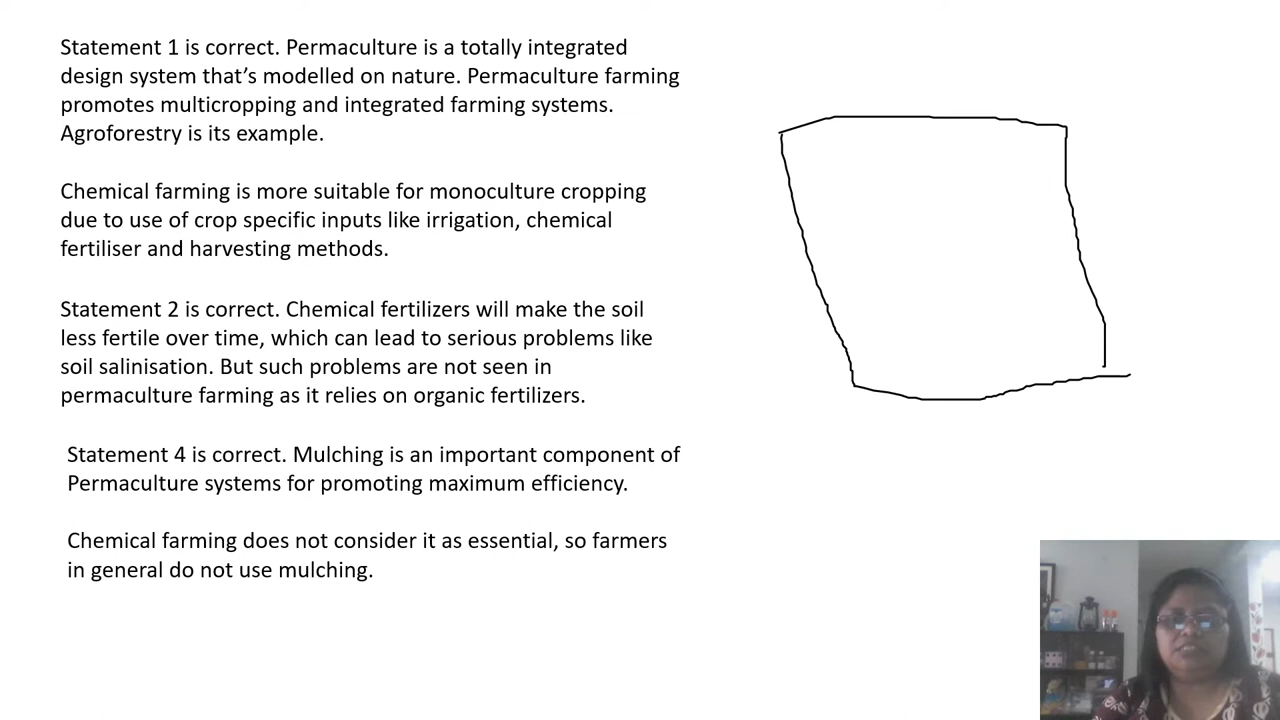 Statement 1 is correct. Permaculture is a totally integrated
design system that’s modelled on nature. Permaculture farming
promotes multicropping and integrated farming systems.
Agroforestry is its example.
Chemical farming is more suitable for monoculture cropping
due to use of crop specific inputs like irrigation, chemical
fertiliser and harvesting methods.
Statement 2 is correct. Chemical fertilizers will make the soil
less fertile over time, which can lead to serious problems like
soil salinisation. But such problems are not seen in
permaculture farming as it relies on organic fertilizers.
Statement 4 is correct. Mulching is an important component of
Permaculture systems for promoting maximum efficiency.
Chemical farming does not consider it as essential, so farmers
in general do not use mulching.